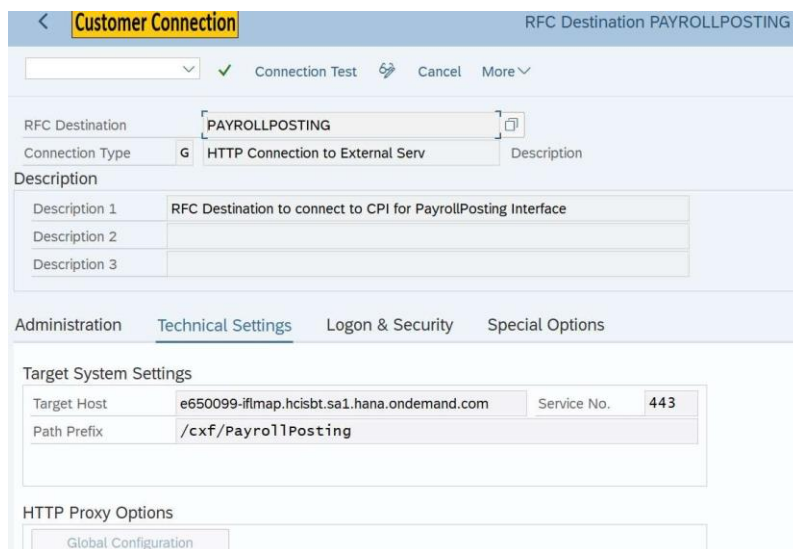 Customer Connection
RFC Destination PAYROLLPOSTING
Connection Test Cancel More
RFC Destination PAYROLLPOSTING
Connection Type G HTTP Connection to External Serv Description
Description
Description 1 RFC Destination to connect to CPI for PayrollPosting Interface
Description 2
Description 3
Administration Technical Settings Logon & Security Special Options
Target System Settings
Target Host e650099-iflmap.hcisbt.sa1.hana.ondemand.com Service No. 443
Path Prefix /cxf/PayrollPosting
HTTP Proxy Options
Global Configuration